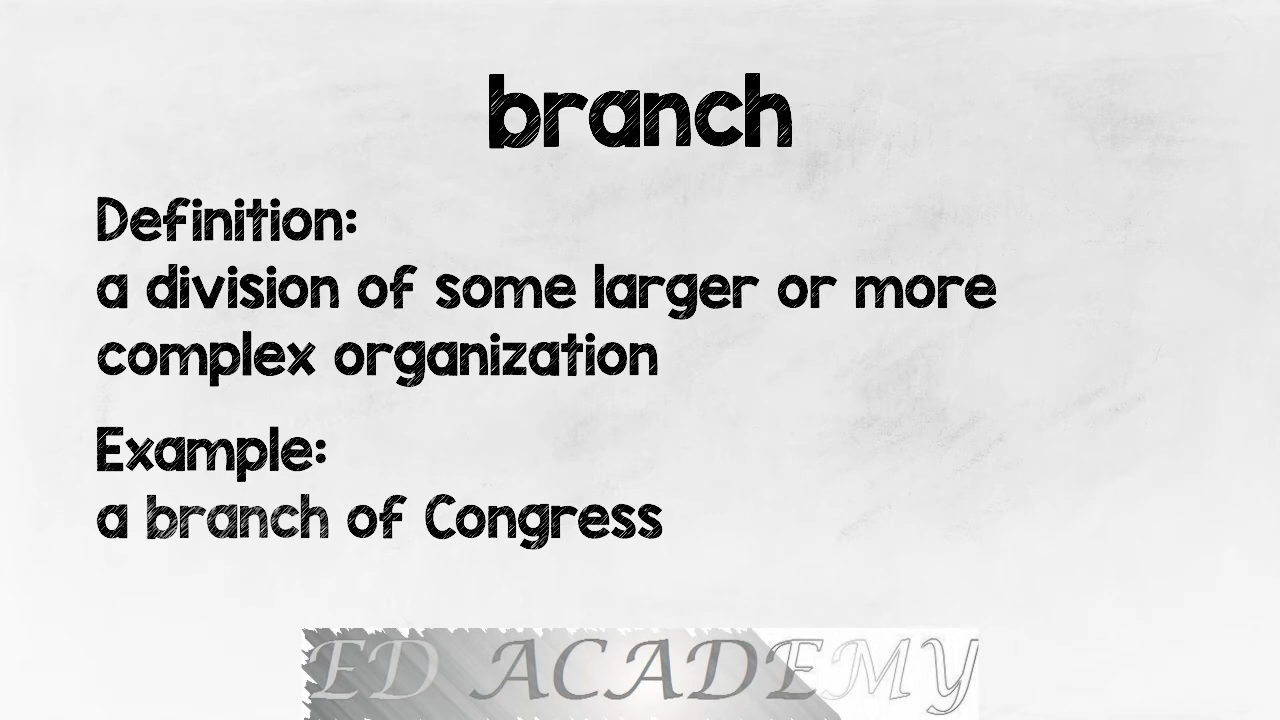 branch
Definition:
a division of some larger or more
complex organization
Example:
a branch of Congress
ED ACADEMY